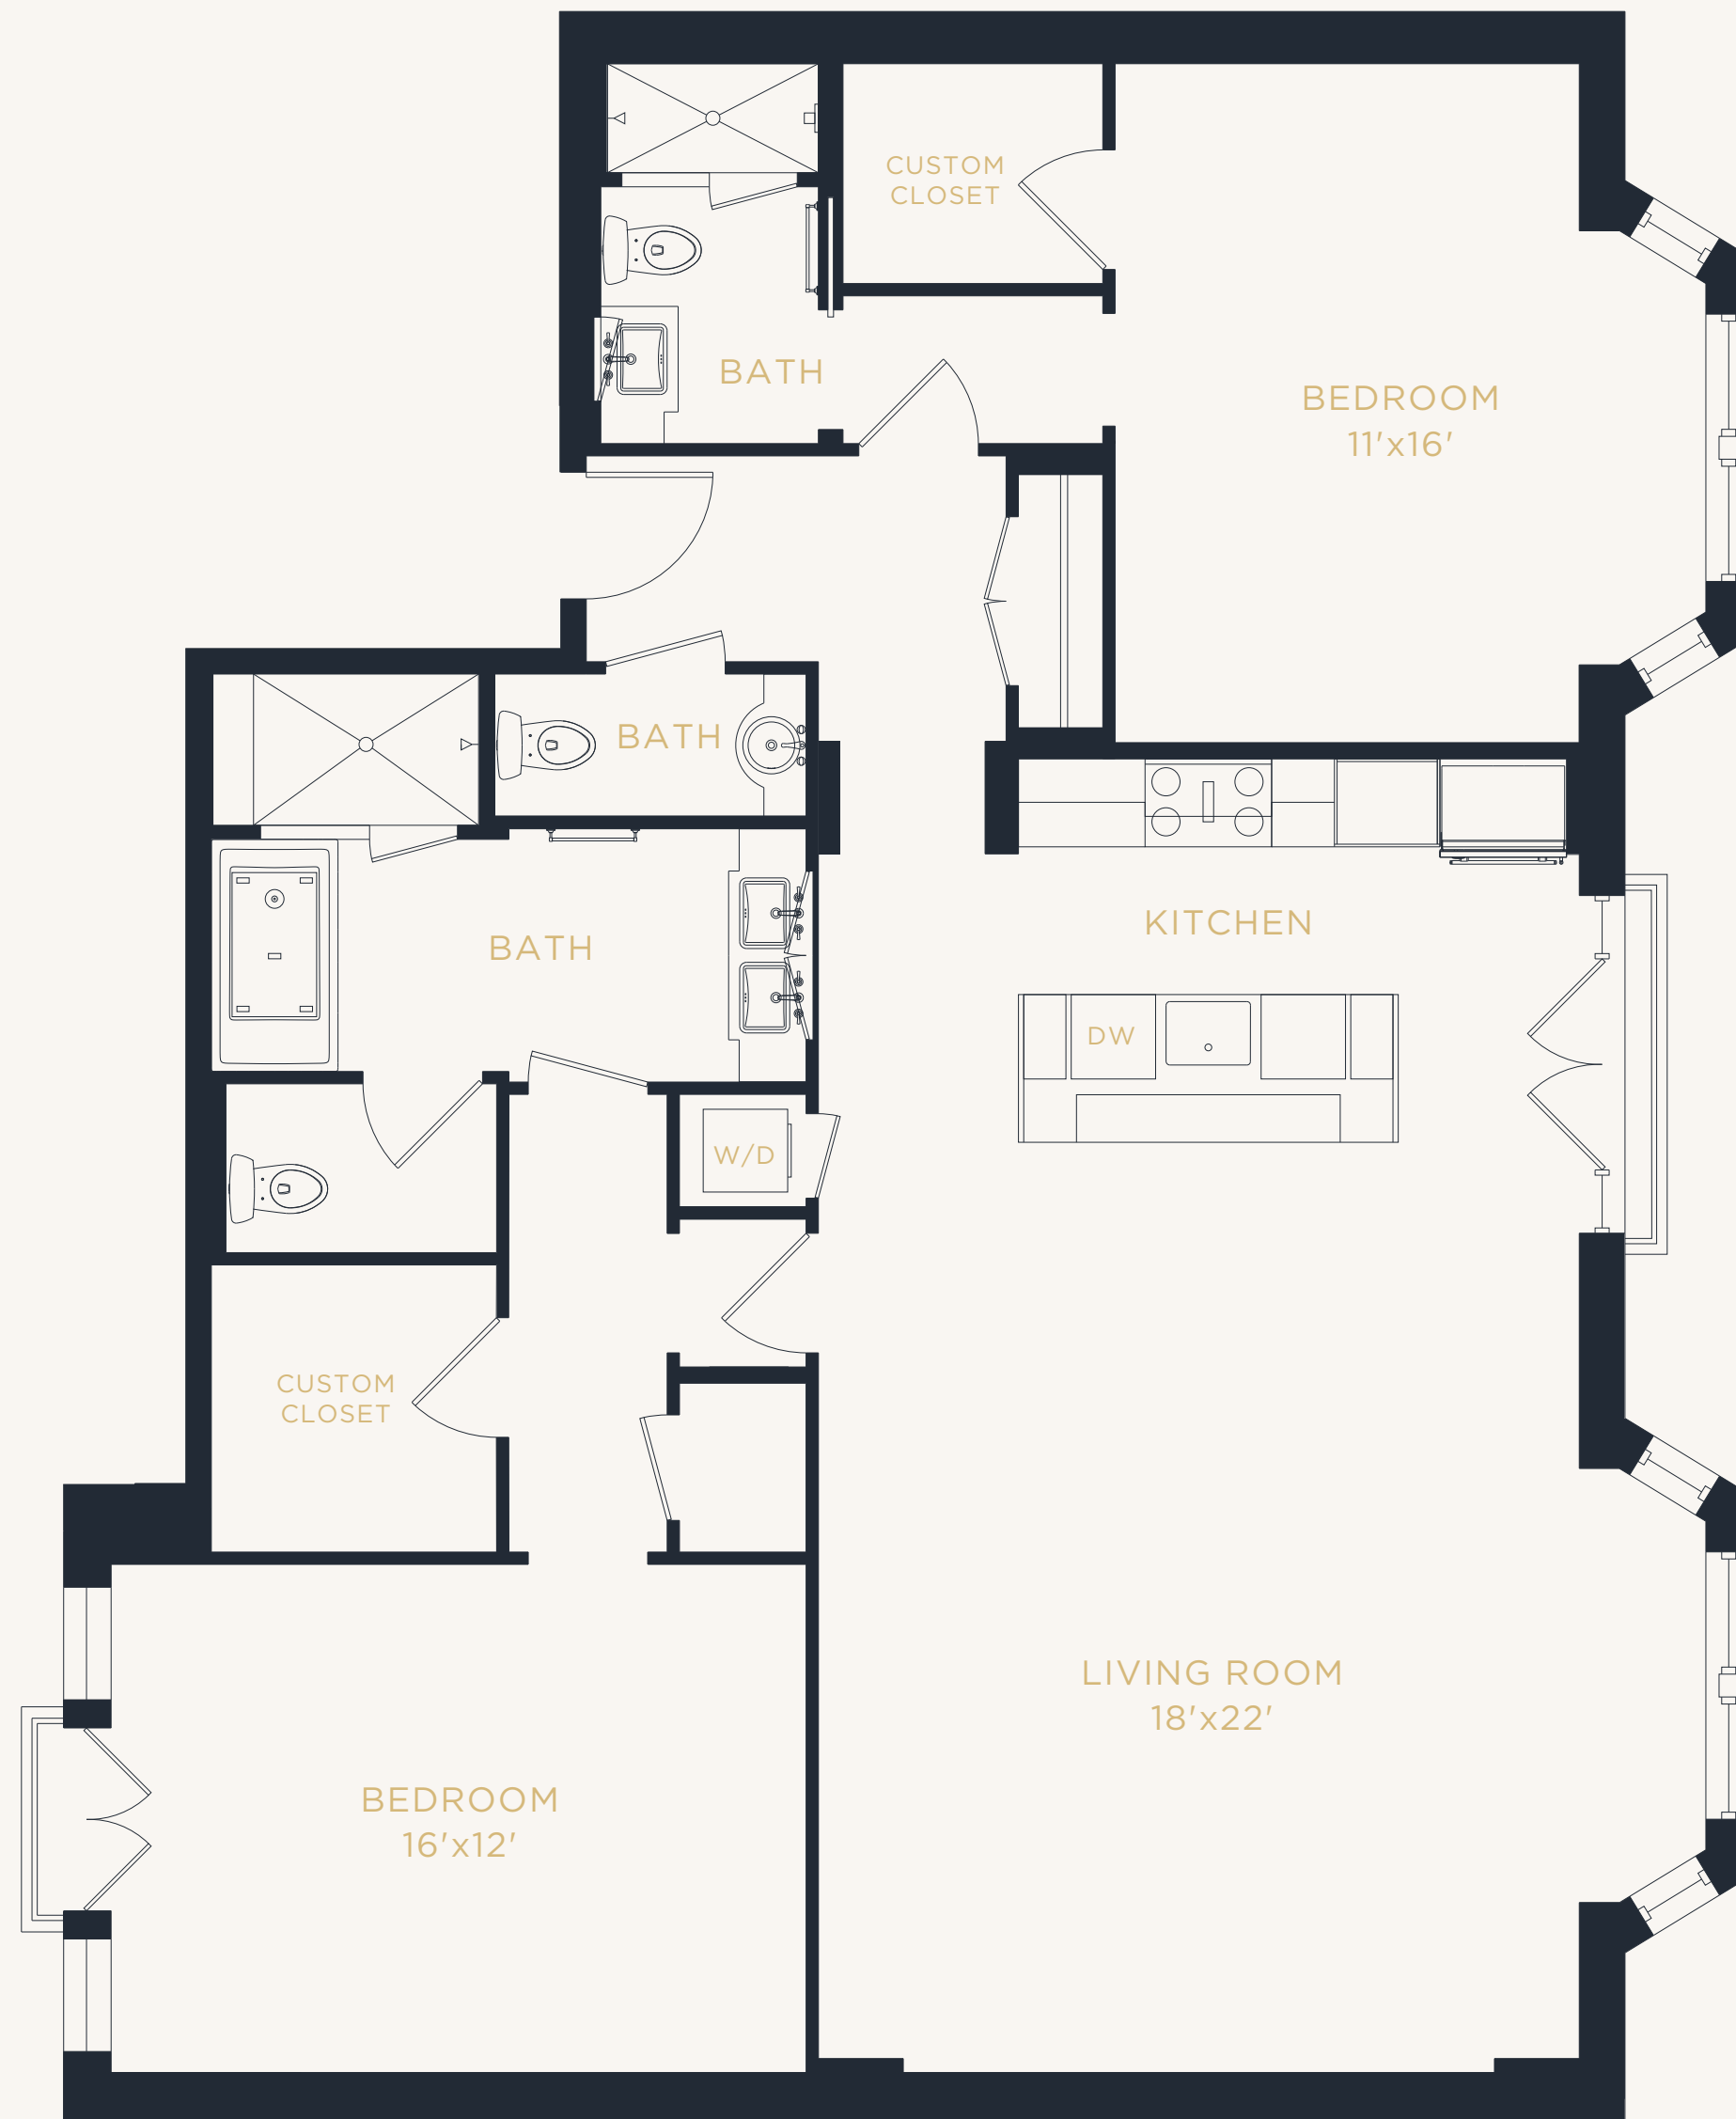 CUSTOM
CLOSET
BATH
BEDROOM
11'x16'
BATH
KITCHEN
BATH
DW
W/D
CUSTOM
CLOSET
LIVING ROOM
18'x22'
BEDROOM
16'x12'